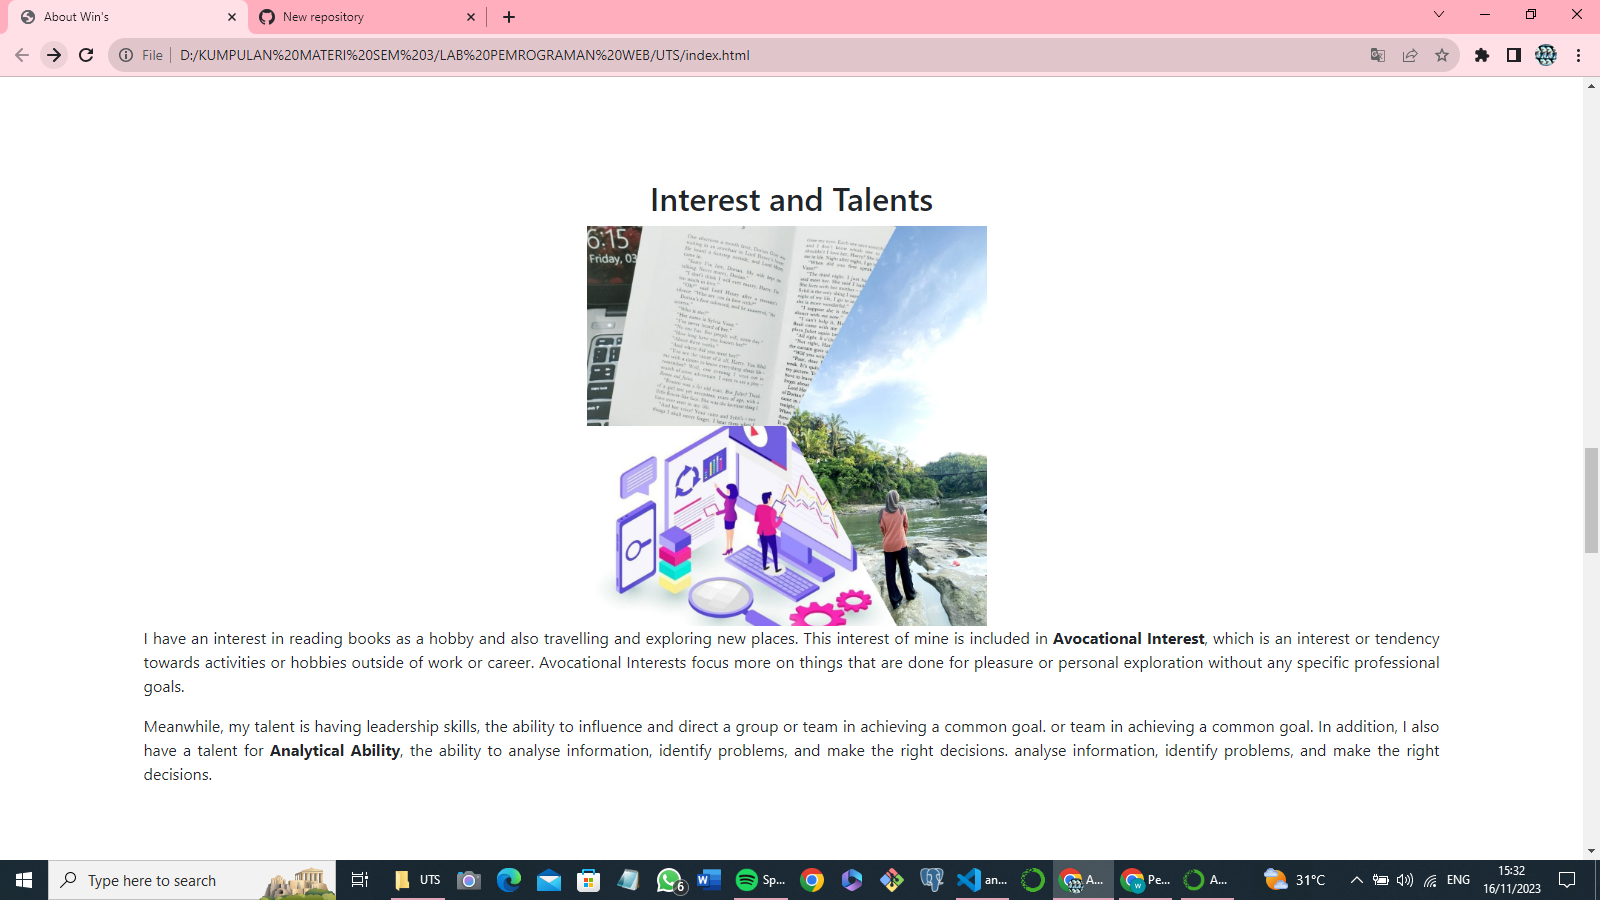 About Win's
New repository
File
D:/KUMPULAN%20MATERI%20SEM%203/LAB%20PEMROGRAMAN%20WEB/UTS/index.html
Interest and Talents
6:15
Friday, 03
I have an interest in reading books as a hobby and also travelling and exploring new places. This interest of mine is included in Avocational Interest, which is an interest or tendency
towards activities or hobbies outside of work or career. Avocational Interests focus more on things that are done for pleasure or personal exploration without any specific professional
goals.
Meanwhile, my talent is having leadership skills, the ability to influence and direct a group or team in achieving a common goal. or team in achieving a common goal. In addition, I also
have a talent for Analytical Ability, the ability to analyse information, identify problems, and make the right decisions. analyse information, identify problems, and make the right
decisions.
Type here to search
UTS
6
Sp...
an...
A...
Pe...
A...
31°C
ENG
15:32
16/11/2023